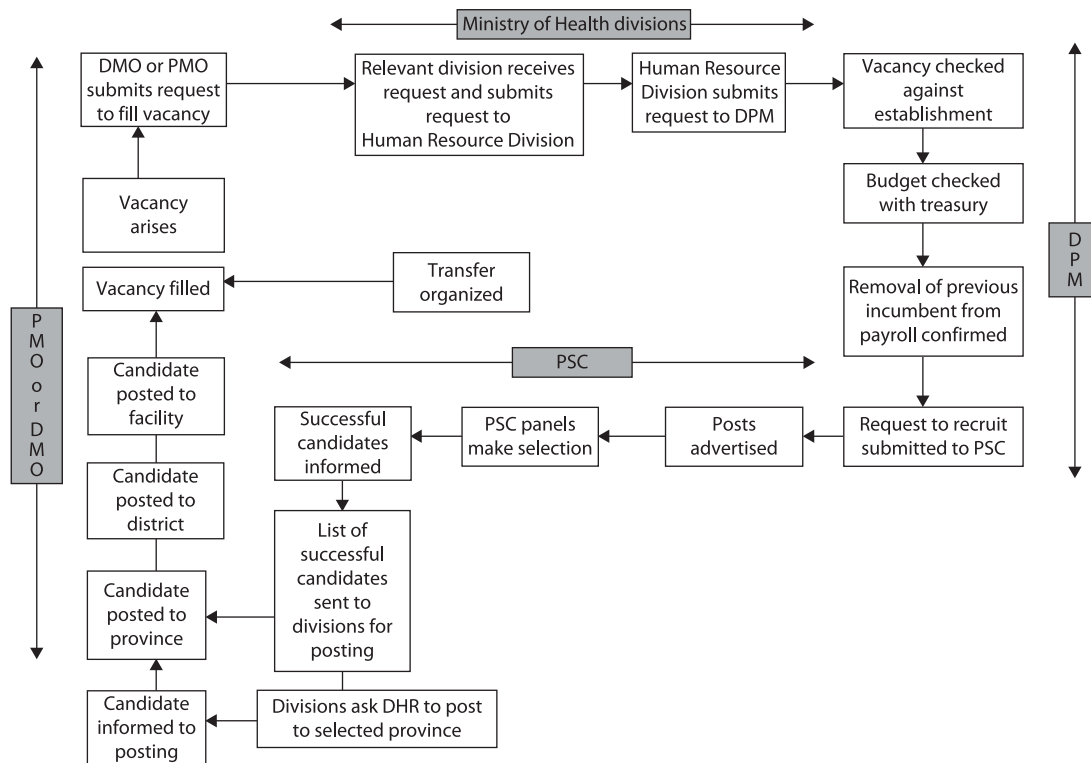 Ministry of Health divisions
DMO or PMO
submits request
to fill vacancy
Relevant division receives
request and submits
request to
Human Resource Division
Human Resource
Division submits
request to DPM
Vacancy checked
against
establishment
Vacancy
arises
Budget checked
with treasury
Vacancy filled
Transfer
organized
Removal of previous
incumbent from
payroll confirmed
D
P
M
P
M
O
o
r
D
M
O
PSC
Candidate
posted to
facility
Successful
candidates
informed
PSC panels
make selection
Posts
advertised
Request to recruit
submitted to PSC
Candidate
posted to
district
List of
successful
candidates
sent to
divisions for
posting
Candidate
posted to
province
Candidate
informed to
posting
Divisions ask DHR to post
to selected province